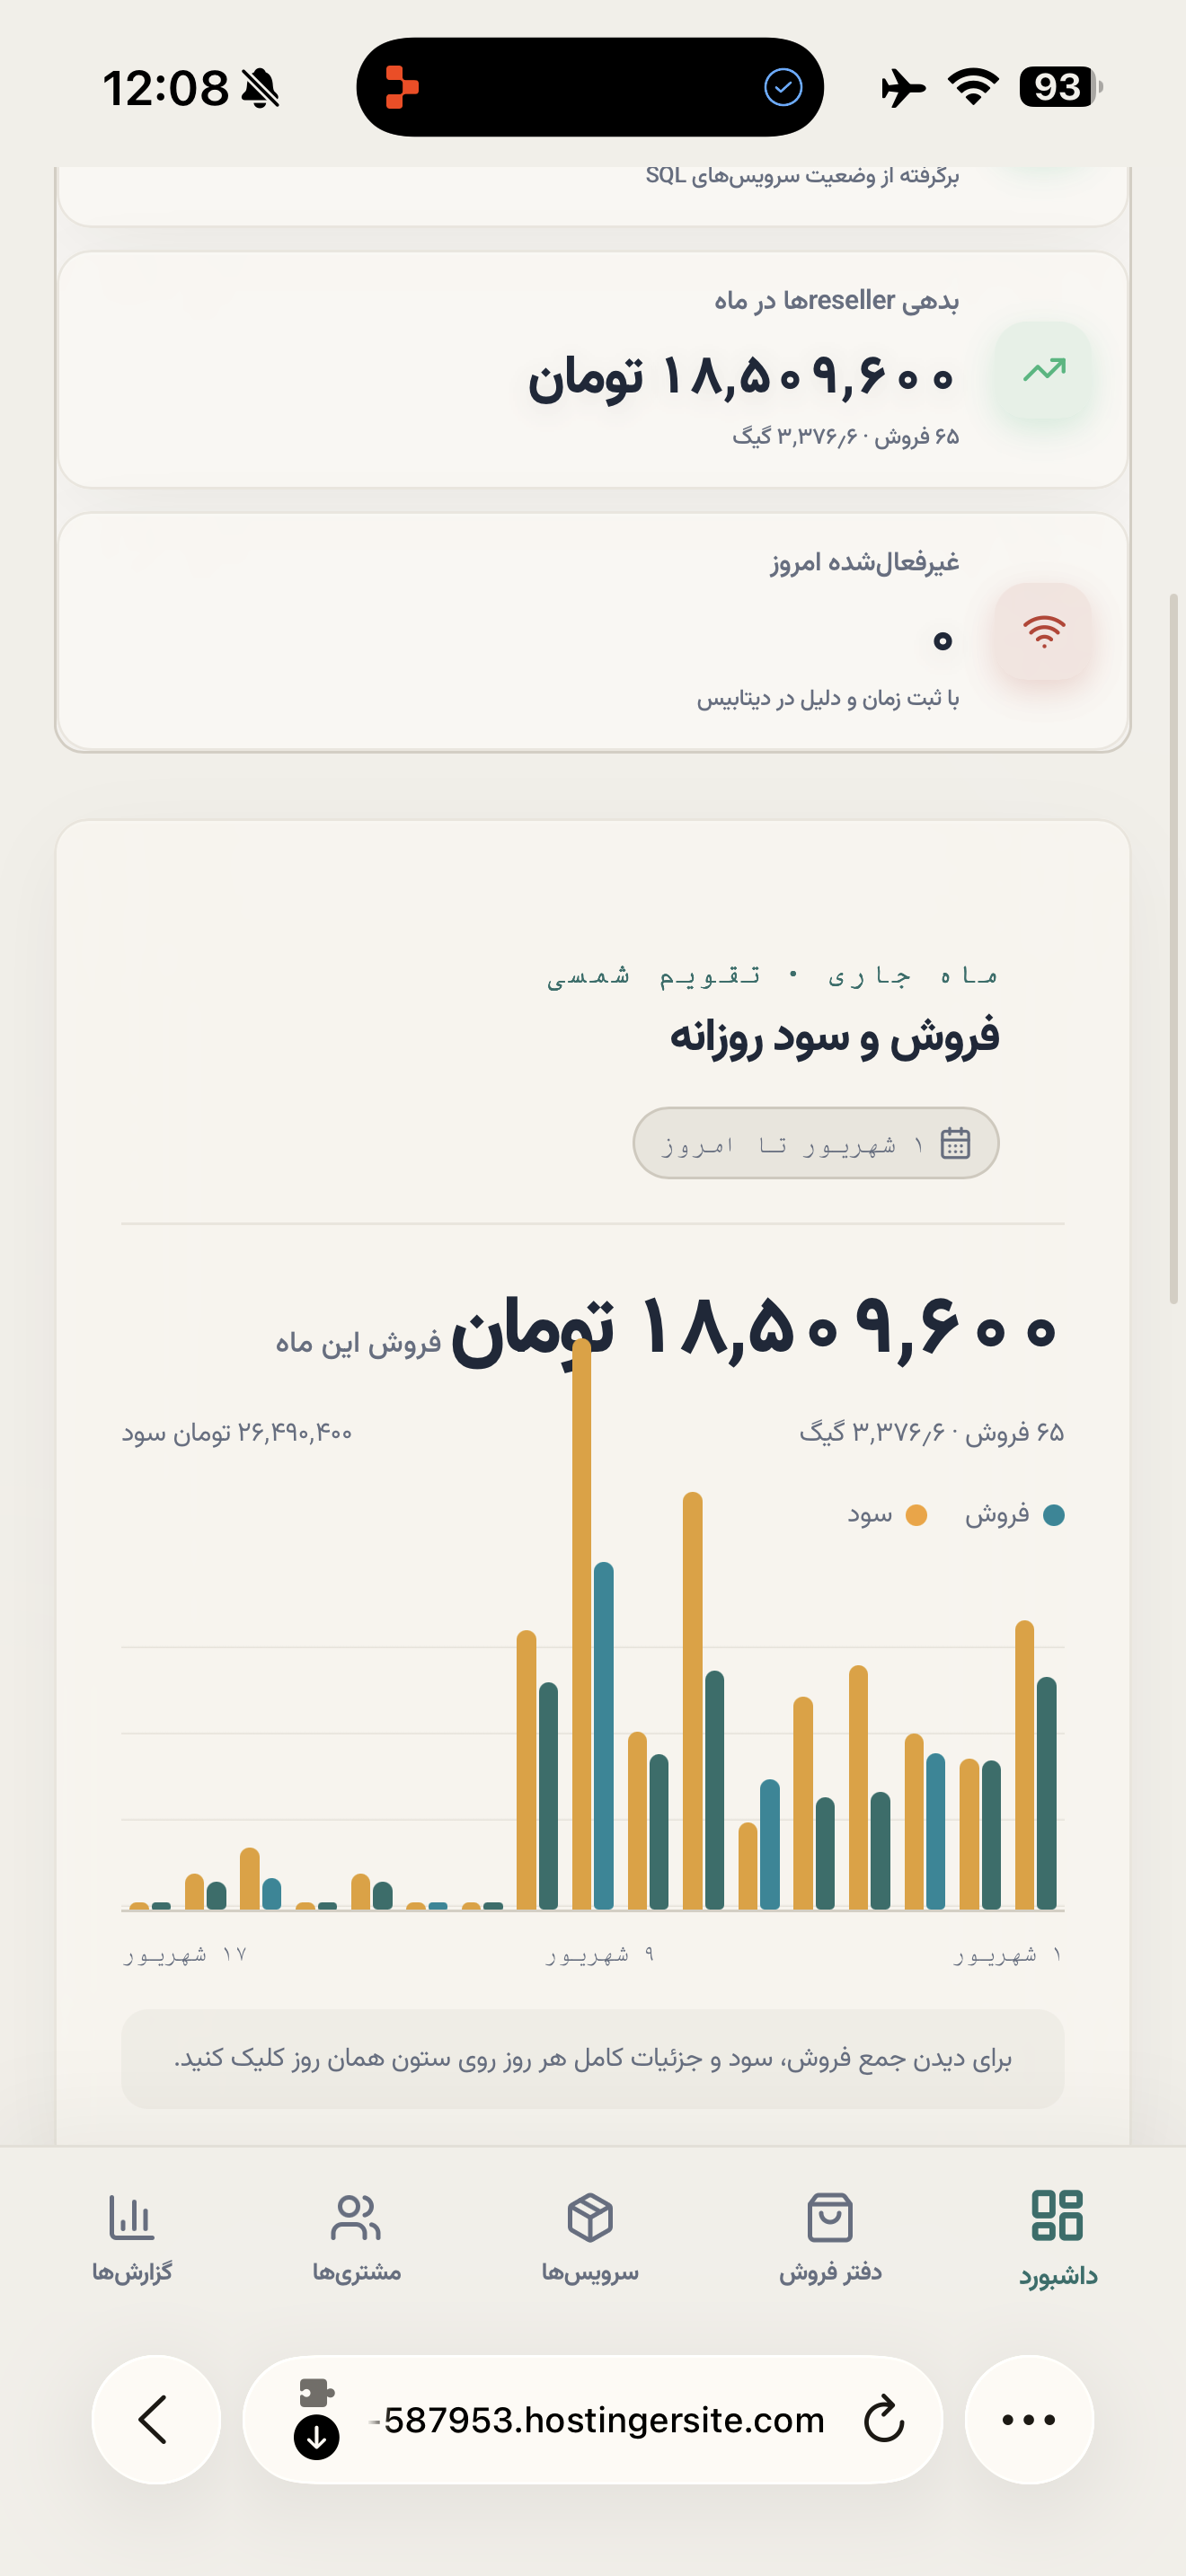 12:08
93
برگرفته از وضعیت سرویس‌های SQL
بدهی resellerها در ماه
۱۸,۵۰۹,۶۰۰ تومان
۶۵ فروش · ۳,۳۷۶٫۶ گیگ
غیرفعال‌شده امروز
۰
با ثبت زمان و دلیل در دیتابیس
ماه جاری · تقویم شمسی
فروش و سود روزانه
۱ شهریور تا امروز
۱۸,۵۰۹,۶۰۰ تومان فروش این ماه
۶۵ فروش · ۳,۳۷۶٫۶ گیگ
۲۶,۴۹۰,۴۰۰ تومان سود
فروش
سود
۱ شهریور
۹ شهریور
۱۷ شهریور
برای دیدن جمع فروش، سود و جزئیات کامل هر روز روی ستون همان روز کلیک کنید.
داشبورد
دفتر فروش
سرویس‌ها
مشتری‌ها
گزارش‌ها
-587953.hostingersite.com